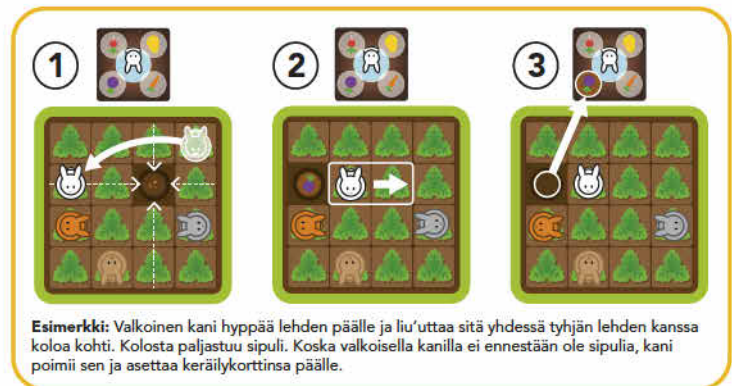 1
2
3
Esimerkki: Valkoinen kani hyppää lehden päälle ja liu'uttaa sitä yhdessä tyhjän lehden kanssa
koloa kohti. Kolosta paljastuu sipuli. Koska valkoisella kanilla ei ennestään ole sipulia, kani
poimii sen ja asettaa keräilykorttinsa päälle.